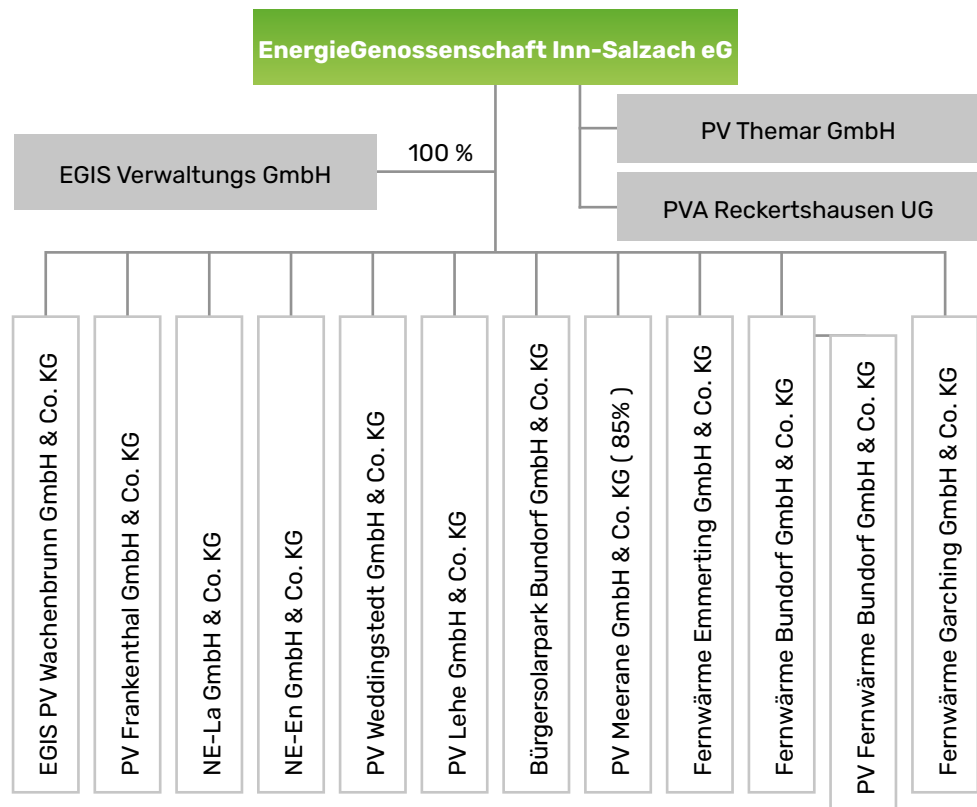 EnergieGenossenschaft Inn-Salzach eG
PV Themar GmbH
100 %
EGIS Verwaltungs GmbH
PVA Reckertshausen UG
EGIS PV Wachenbrunn GmbH & Co. KG
PV Frankenthal GmbH & Co. KG
NE-La GmbH & Co. KG
NE-En GmbH & Co. KG
PV Weddingstedt GmbH & Co. KG
PV Lehe GmbH & Co. KG
Bürgersolarpark Bundorf GmbH & Co. KG
PV Meerane GmbH & Co. KG ( 85% )
Fernwärme Emmerting GmbH & Co. KG
Fernwärme Bundorf GmbH & Co. KG
PV Fernwärme Bundorf GmbH & Co. KG
Fernwärme Garching GmbH & Co. KG